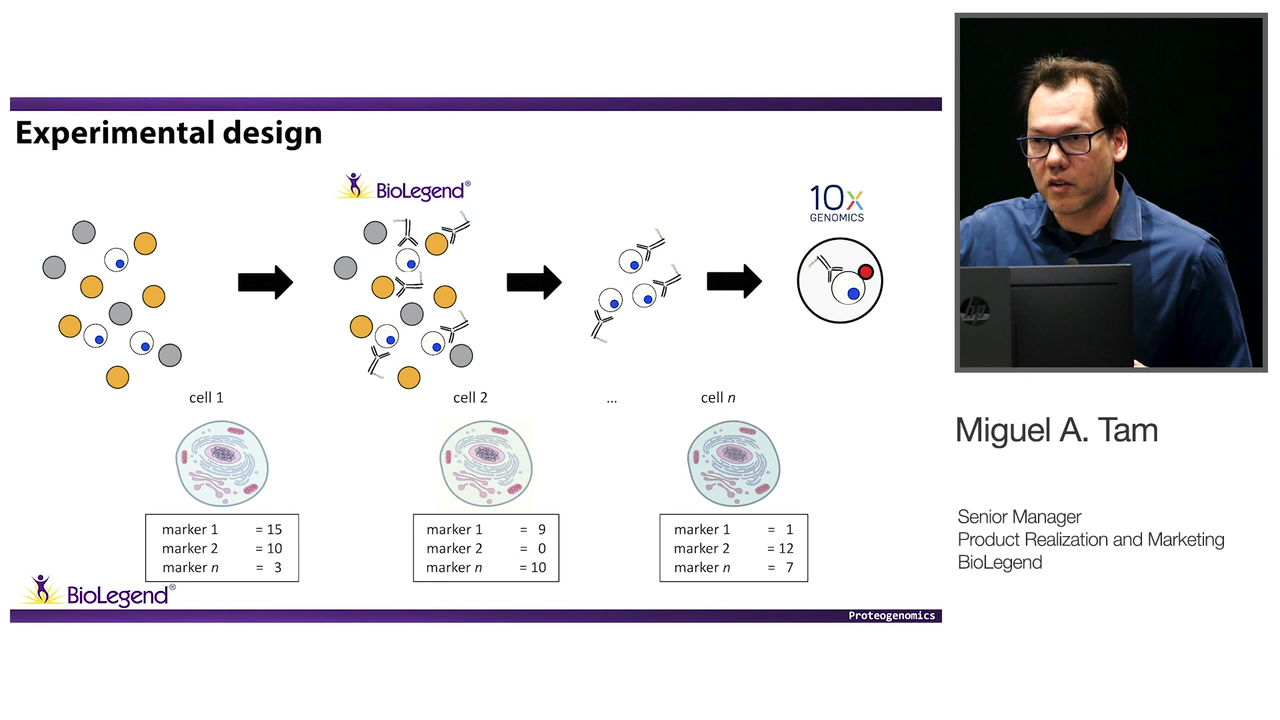 Experimental design
BioLegend®
10x
GENOMICS
cell 1
cell 2
...
cell n
marker 1 = 15
marker 2 = 10
marker n = 3
marker 1 = 9
marker 2 = 0
marker n = 10
marker 1 = 1
marker 2 = 12
marker n = 7
BioLegend®
Proteogenomics
hp
Miguel A. Tam
Senior Manager
Product Realization and Marketing
BioLegend